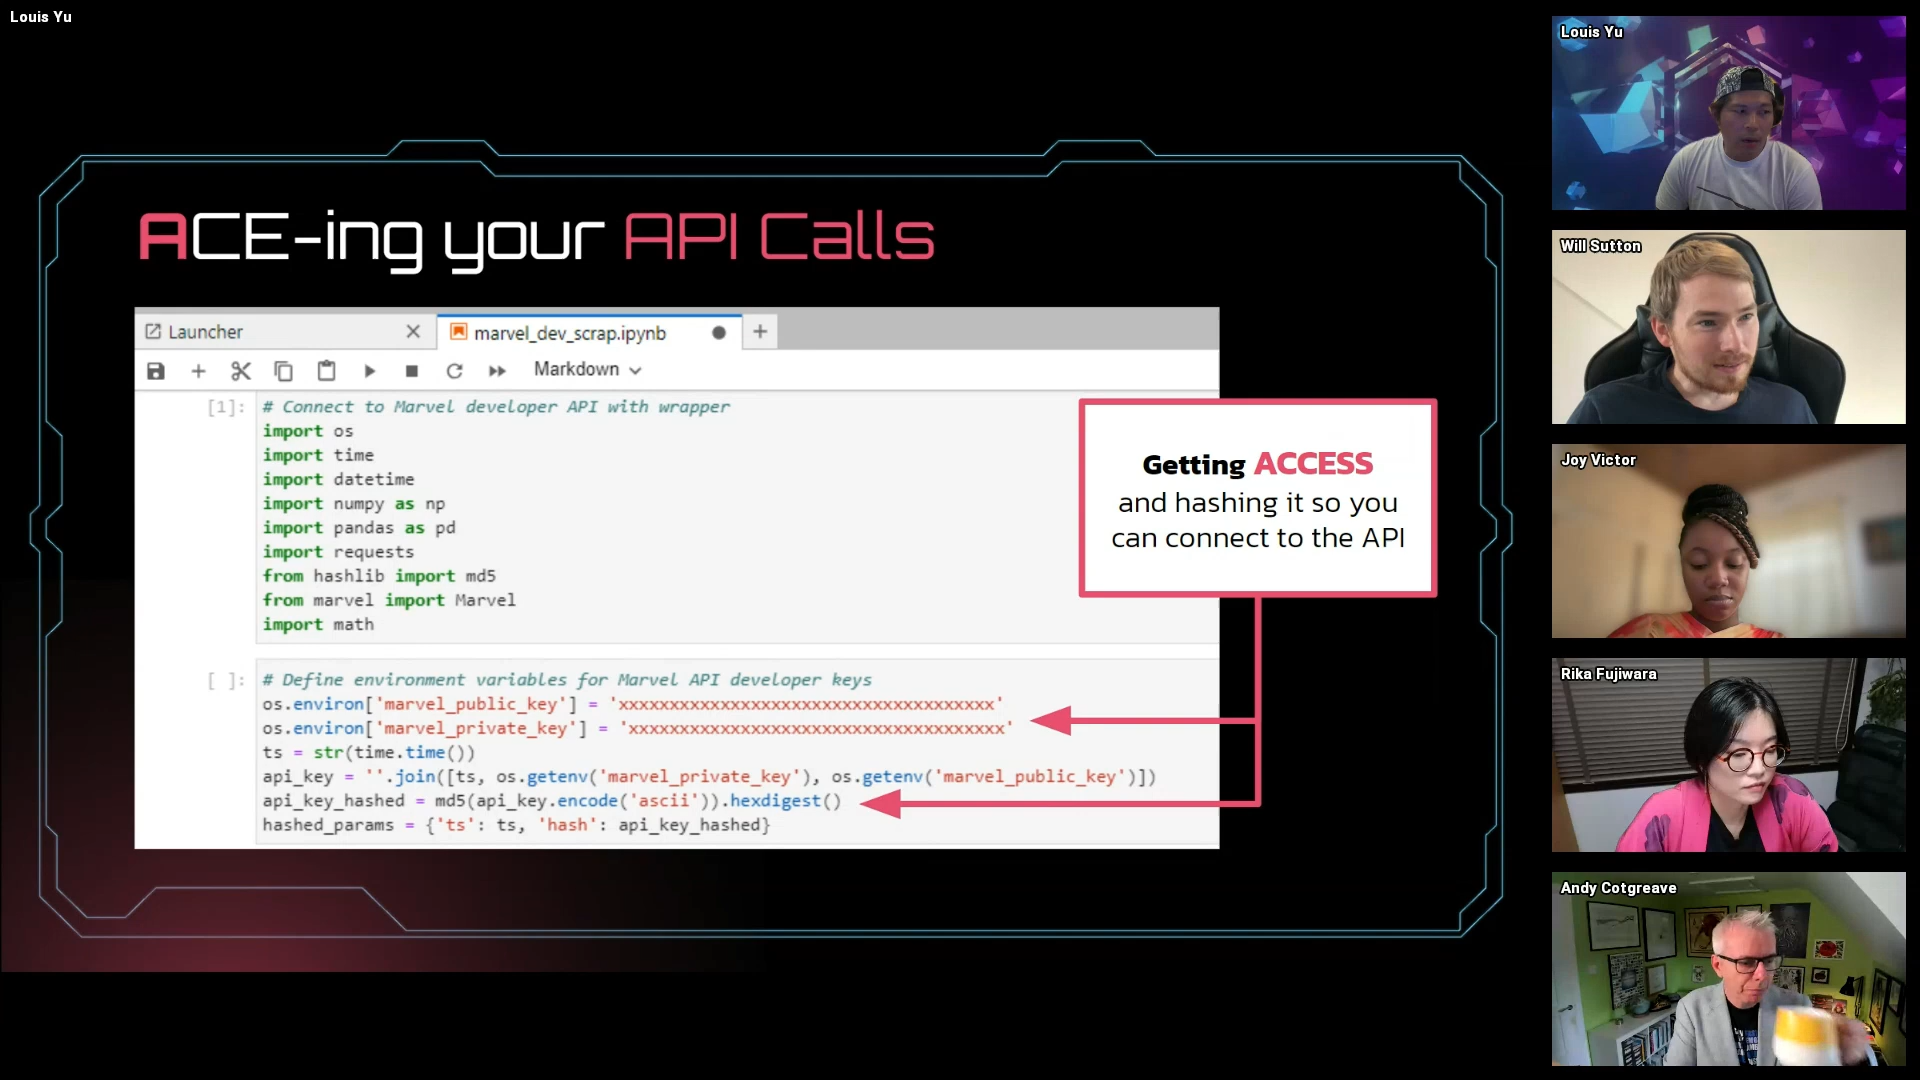 Louis Yu
ACE-ing your API Calls
Launcher
marvel_dev_scrap.ipynb
Markdown
[1]:
# Connect to Marvel developer API with wrapper
import os
import time
import datetime
import numpy as np
import pandas as pd
import requests
from hashlib import md5
from marvel import Marvel
import math
[ ]:
# Define environment variables for Marvel API developer keys
os.environ['marvel_public_key'] = 'xxxxxxxxxxxxxxxxxxxxxxxxxxxxxxxxxxxxx'
os.environ['marvel_private_key'] = 'xxxxxxxxxxxxxxxxxxxxxxxxxxxxxxxxxxxxx'
ts = str(time.time())
api_key = ''.join([ts, os.getenv('marvel_private_key'), os.getenv('marvel_public_key')])
api_key_hashed = md5(api_key.encode('ascii')).hexdigest()
hashed_params = {'ts': ts, 'hash': api_key_hashed}
Getting ACCESS
and hashing it so you
can connect to the API
Louis Yu
Will Sutton
Joy Victor
Rika Fujiwara
Andy Cotgreave